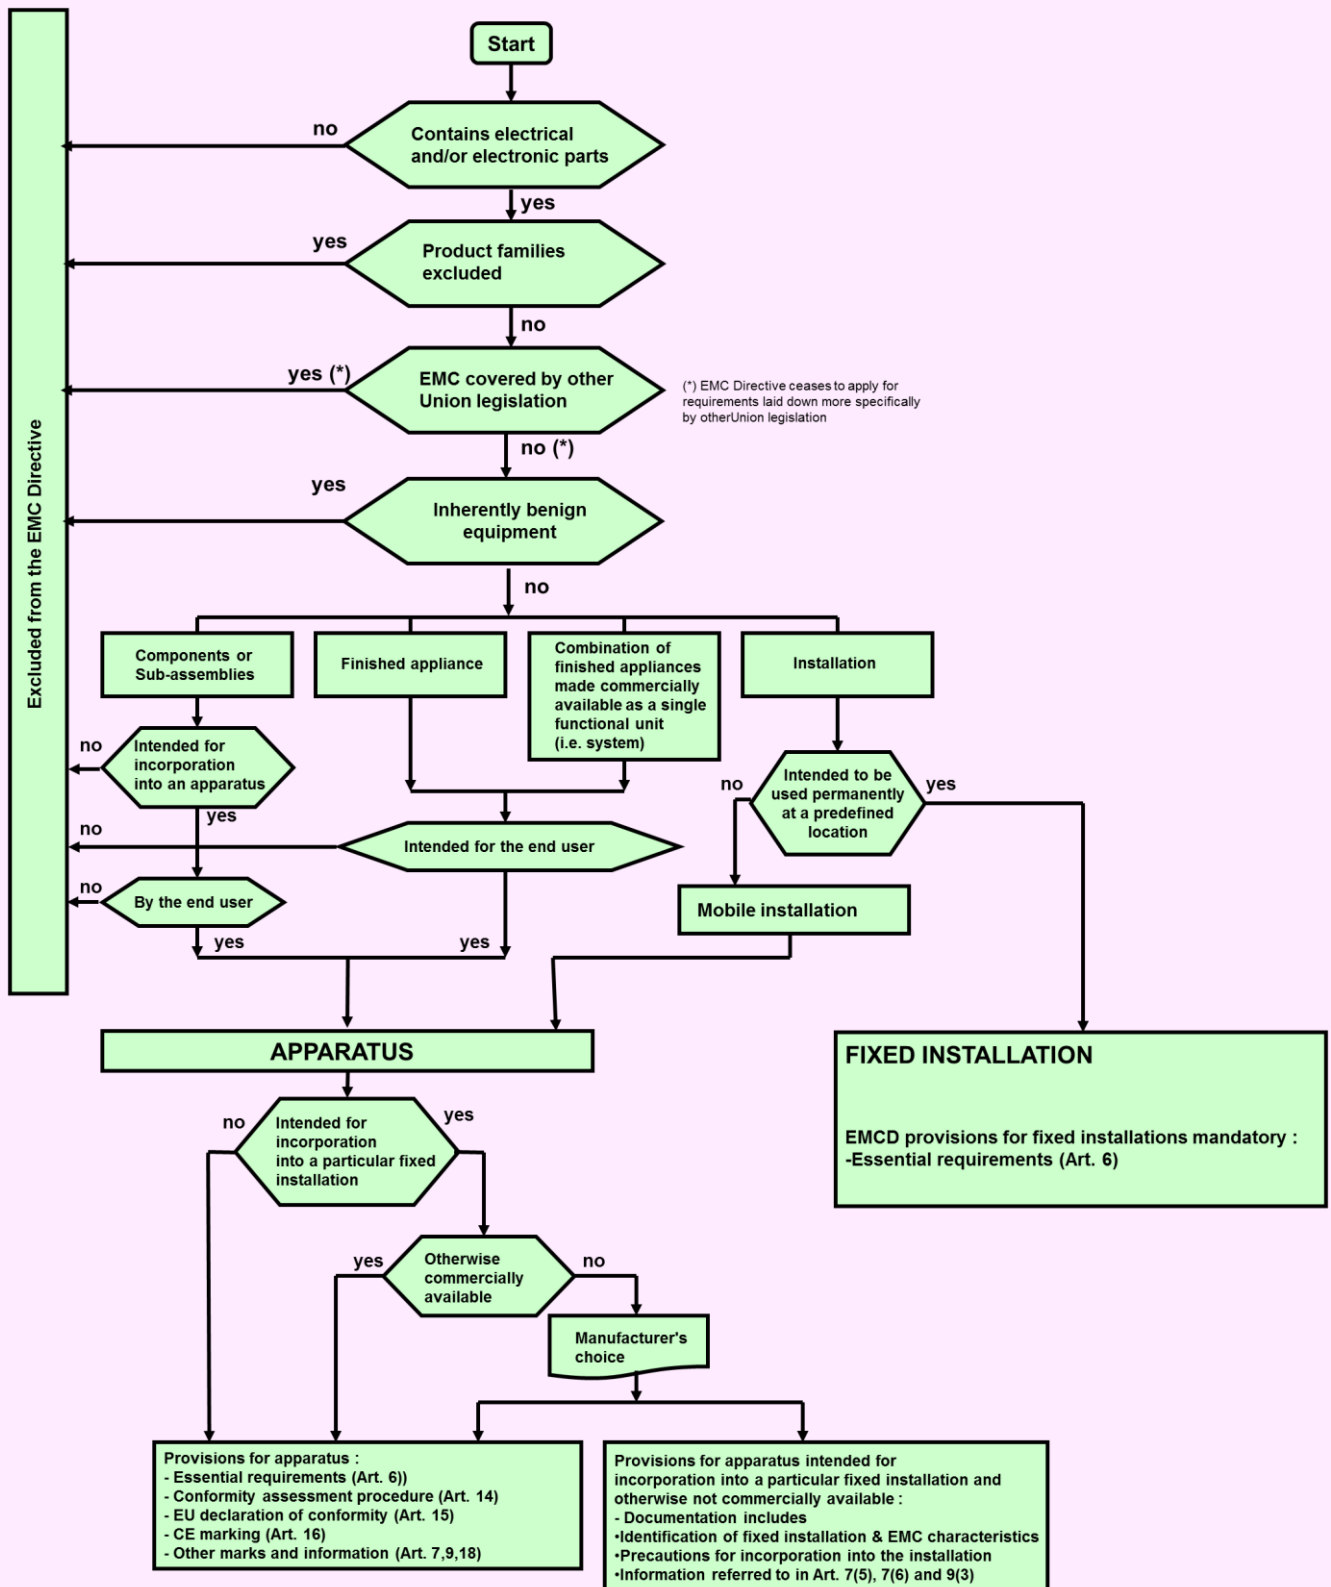 Start
Contains electrical
and/or electronic parts
no
yes
Product families
excluded
yes
no
EMC covered by other
Union legislation
yes (*)
(*) EMC Directive ceases to apply for
requirements laid down more specifically
by otherUnion legislation
no (*)
Inherently benign
equipment
yes
no
Excluded from the EMC Directive
Components or
Sub-assemblies
Finished appliance
Combination of
finished appliances
made commercially
available as a single
functional unit
(i.e. system)
Installation
no
Intended for
incorporation
into an apparatus
yes
no
Intended to be
used permanently
at a predefined
location
yes
no
Intended for the end user
no
By the end user
Mobile installation
yes
yes
APPARATUS
FIXED INSTALLATION
EMCD provisions for fixed installations mandatory :
-Essential requirements (Art. 6)
no
Intended for
incorporation
into a particular fixed
installation
yes
yes
Otherwise
commercially
available
no
Manufacturer's
choice
Provisions for apparatus :
- Essential requirements (Art. 6))
- Conformity assessment procedure (Art. 14)
- EU declaration of conformity (Art. 15)
- CE marking (Art. 16)
- Other marks and information (Art. 7,9,18)
Provisions for apparatus intended for
incorporation into a particular fixed installation and
otherwise not commercially available :
- Documentation includes
•Identification of fixed installation & EMC characteristics
•Precautions for incorporation into the installation
•Information referred to in Art. 7(5), 7(6) and 9(3)